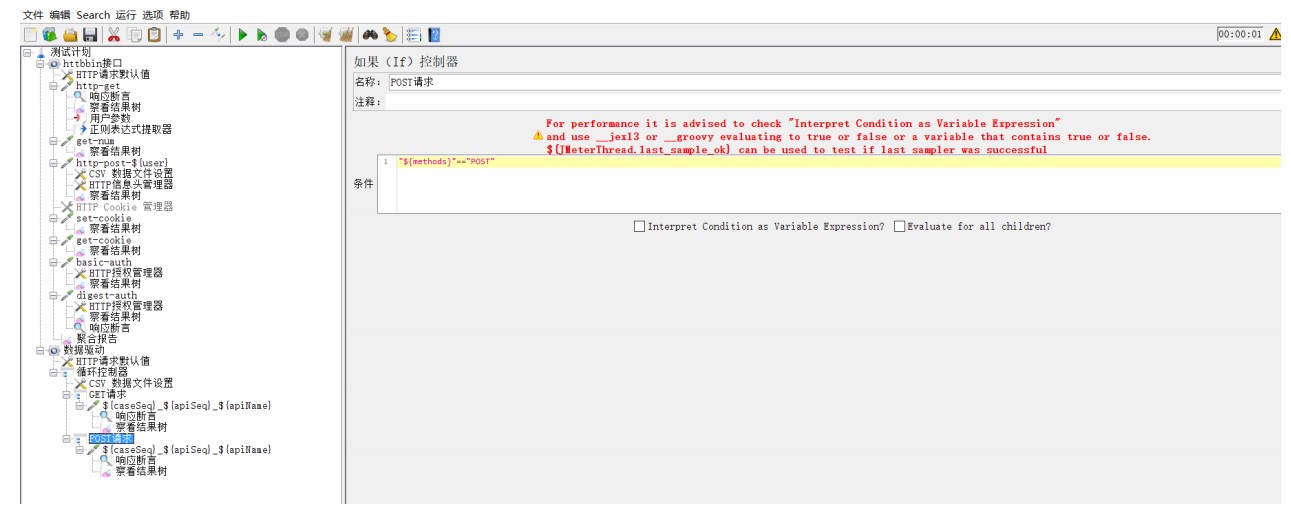 文件 编辑 Search 运行 选项 帮助
00:00:01
测试计划
httbbin接口
HTTP请求默认值
http-get
响应断言
察看结果树
用户参数
正则表达式提取器
get-num
察看结果树
http-post-${user}
CSV 数据文件设置
HTTP信息头管理器
察看结果树
HTTP Cookie 管理器
set-cookie
察看结果树
get-cookie
察看结果树
basic-auth
HTTP授权管理器
察看结果树
digest-auth
HTTP授权管理器
察看结果树
响应断言
聚合报告
数据驱动
HTTP请求默认值
循环控制器
CSV 数据文件设置
GET请求
${caseSeq}_${apiSeq}_${apiName}
响应断言
察看结果树
POST请求
${caseSeq}_${apiSeq}_${apiName}
响应断言
察看结果树
如果（If）控制器
名称： POST请求
注释：
For performance it is advised to check "Interpret Condition as Variable Expression"
and use __jexl3 or __groovy evaluating to true or false or a variable that contains true or false.
${JMeterThread.last_sample_ok} can be used to test if last sampler was successful
条件
1 "${methods}"=="POST"
Interpret Condition as Variable Expression? Evaluate for all children?